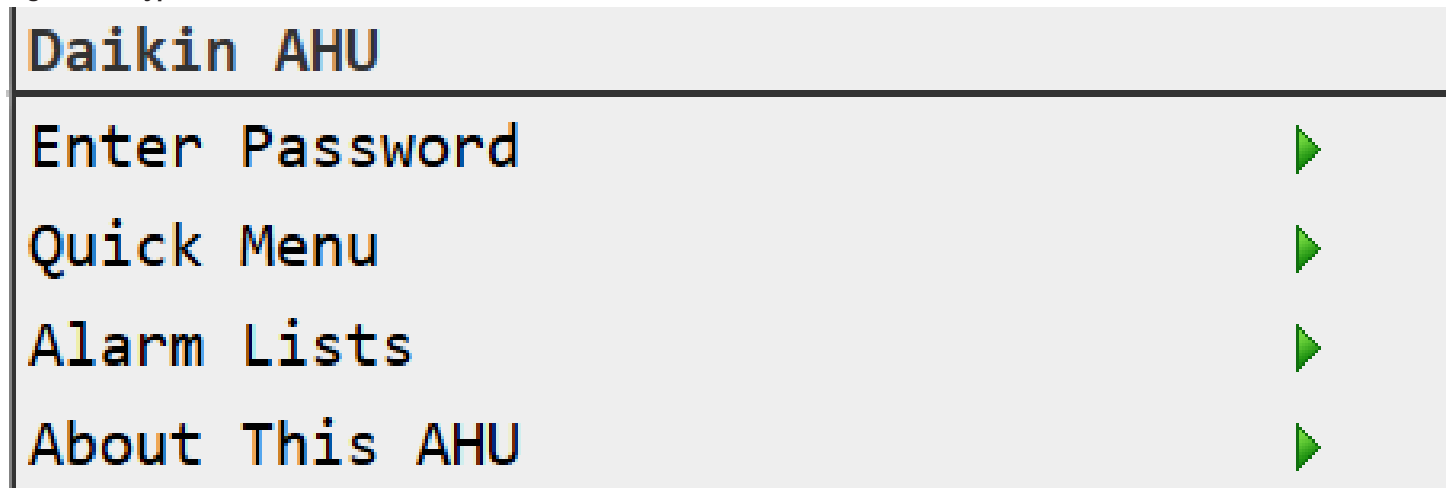 Daikin AHU
Enter Password
Quick Menu
Alarm Lists
About This AHU